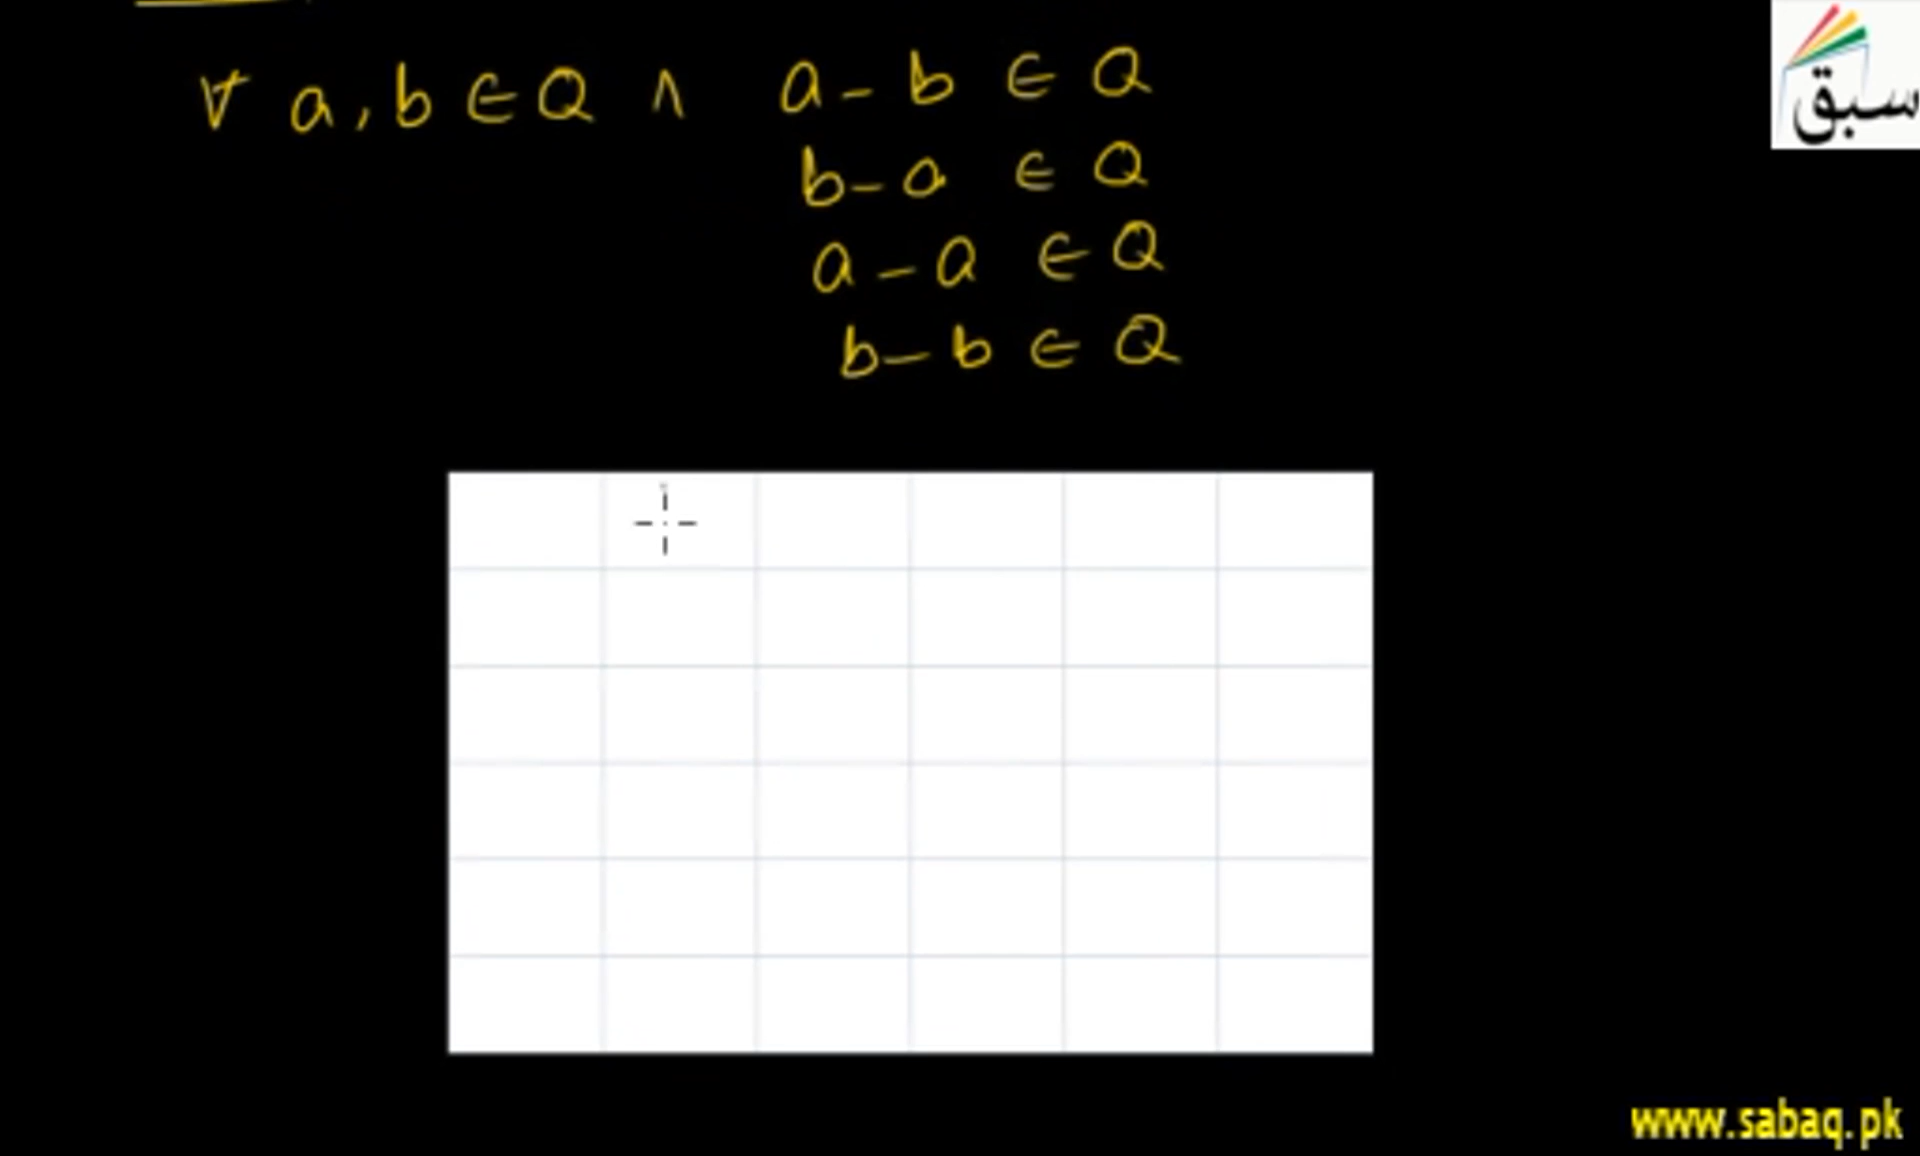 ∀ a, b ∈ Q ∧ a - b ∈ Q
b - a ∈ Q
a - a ∈ Q
b - b ∈ Q
سبق
www.sabaq.pk